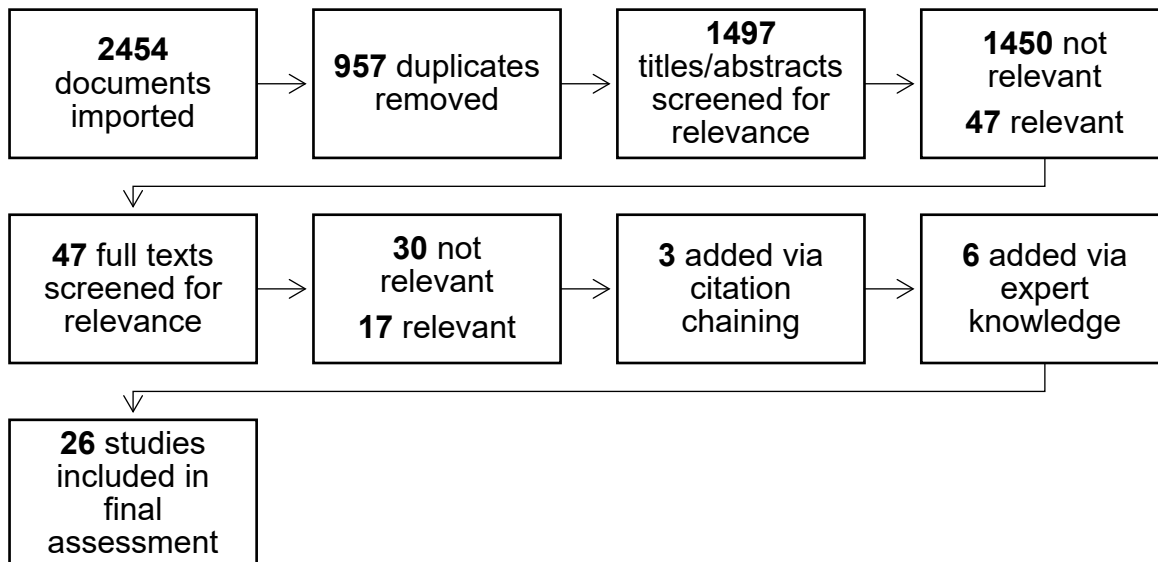 2454
documents
imported
957 duplicates
removed
1497
titles/abstracts
screened for
relevance
1450 not
relevant
47 relevant
47 full texts
screened for
relevance
30 not
relevant
17 relevant
3 added via
citation
chaining
6 added via
expert
knowledge
26 studies
included in
final
assessment